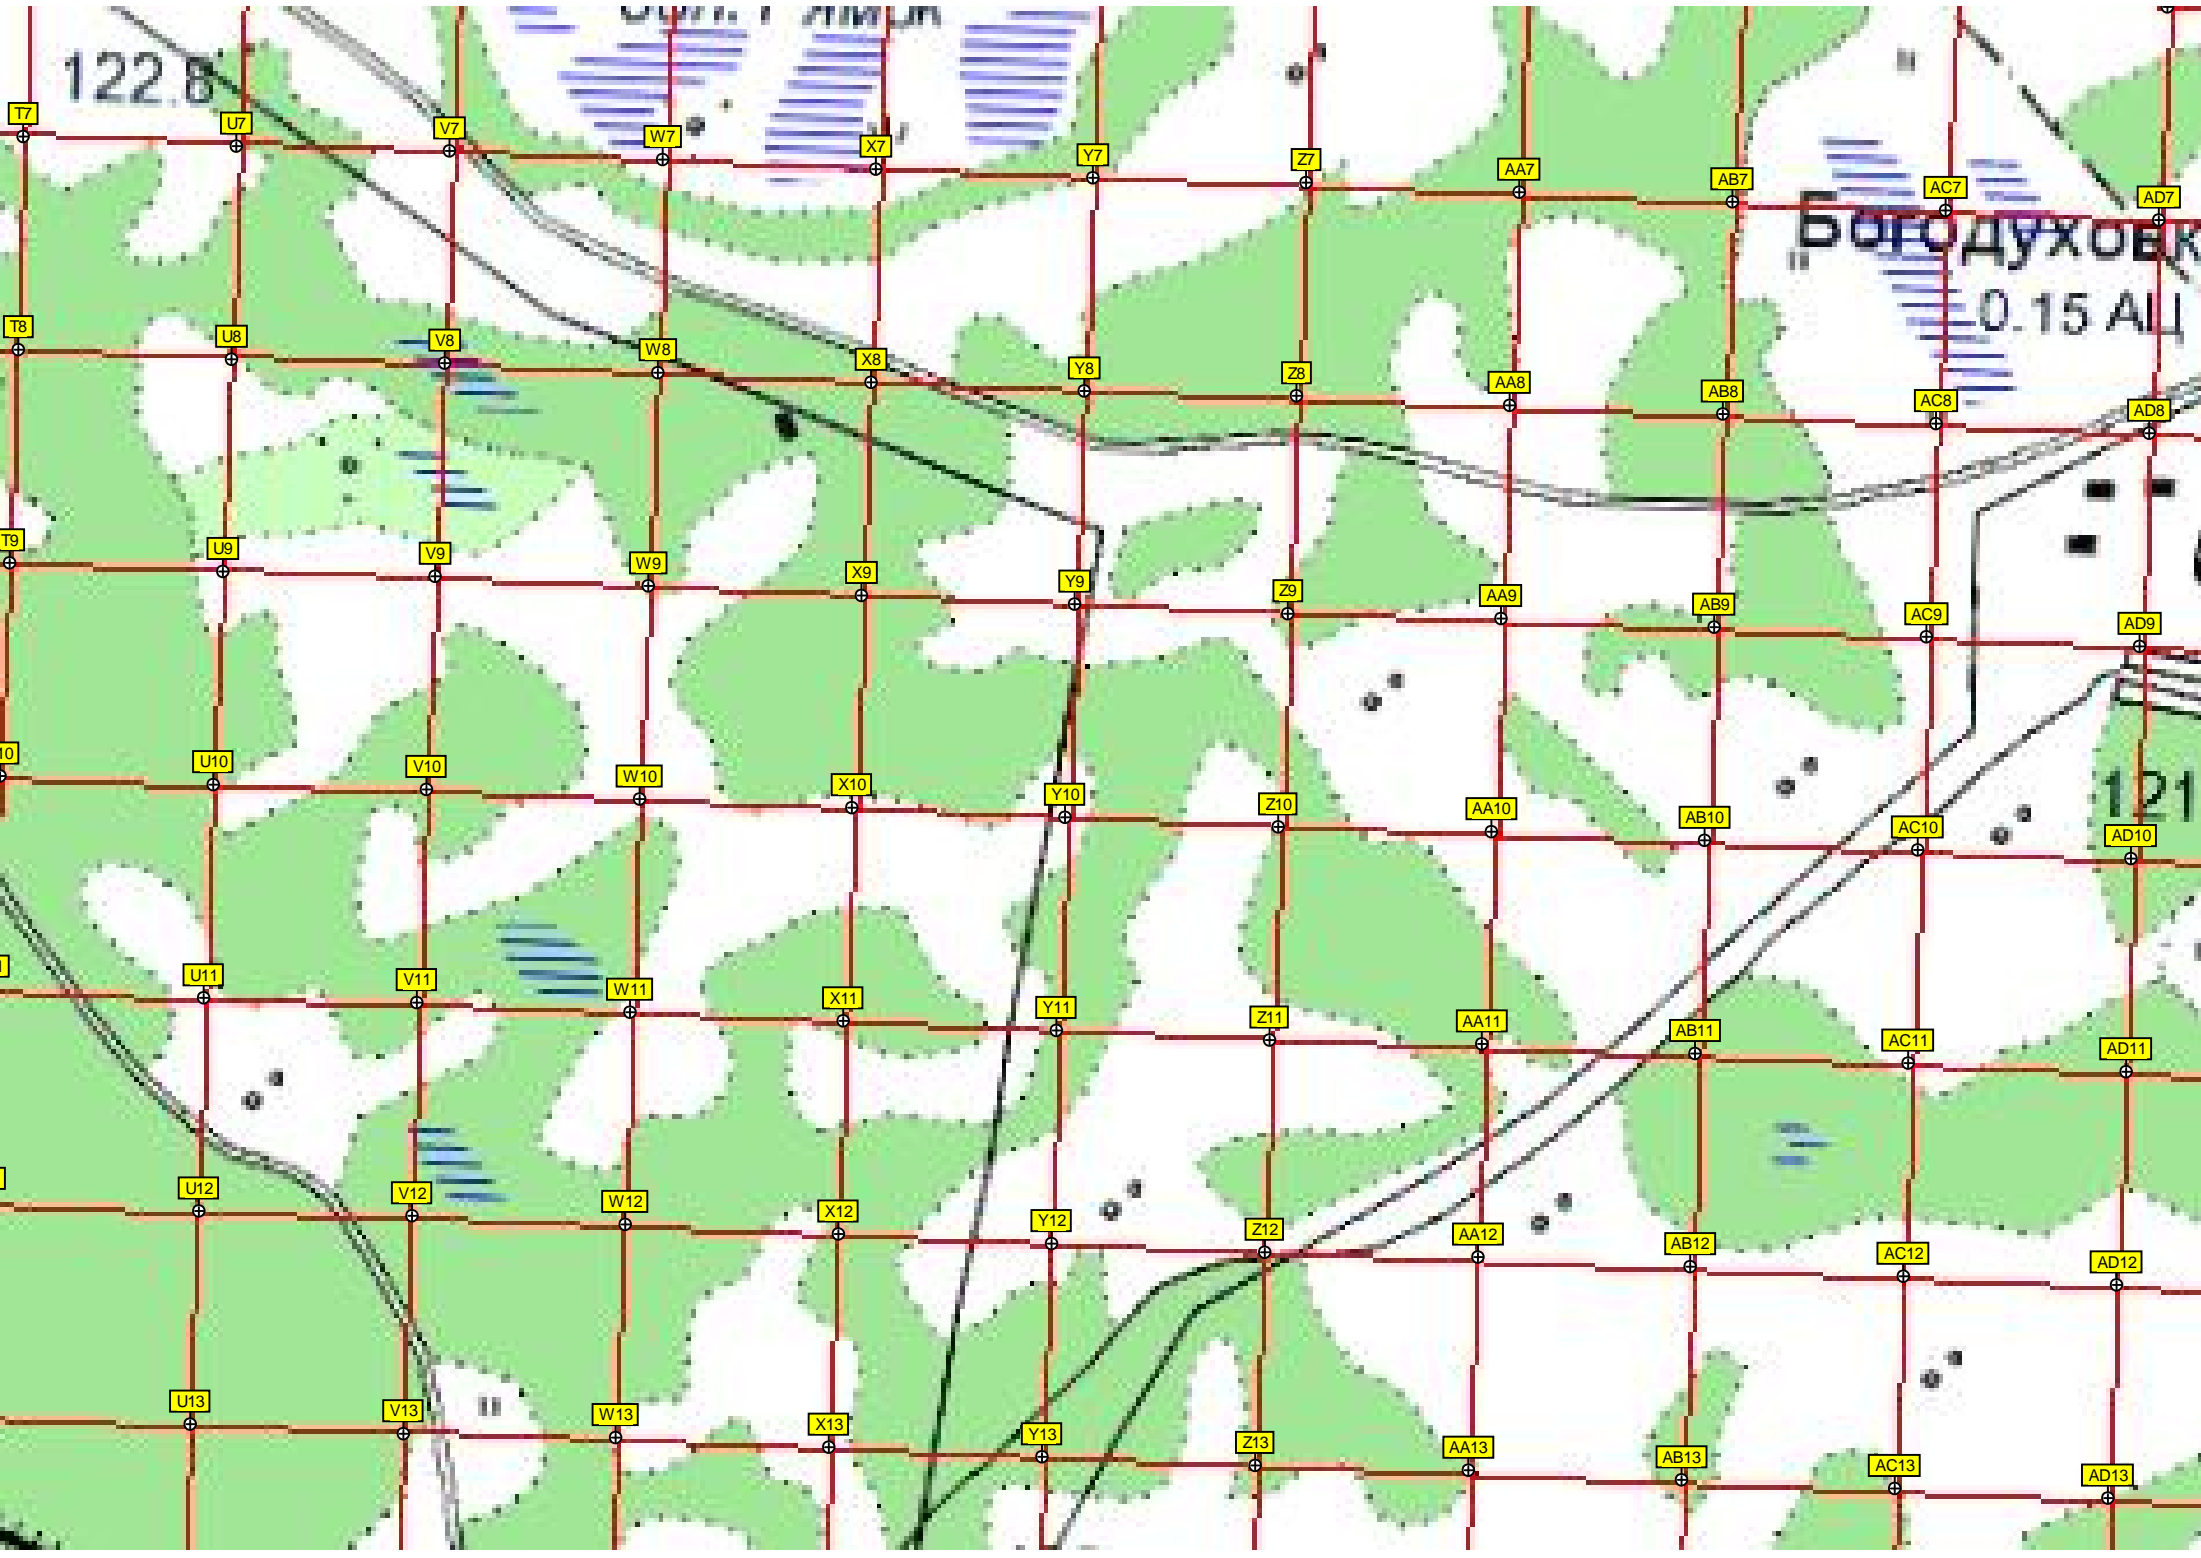 122.8
T7 U7 V7 W7 X7 Y7 Z7 AA7 AB7 AC7 AD7
Богодуховк
0.15 АЦ
T8 U8 V8 W8 X8 Y8 Z8 AA8 AB8 AC8 AD8
T9 U9 V9 W9 X9 Y9 Z9 AA9 AB9 AC9 AD9
10 U10 V10 W10 X10 Y10 Z10 AA10 AB10 AC10 AD10
121
U11 V11 W11 X11 Y11 Z11 AA11 AB11 AC11 AD11
U12 V12 W12 X12 Y12 Z12 AA12 AB12 AC12 AD12
U13 V13 W13 X13 Y13 Z13 AA13 AB13 AC13 AD13